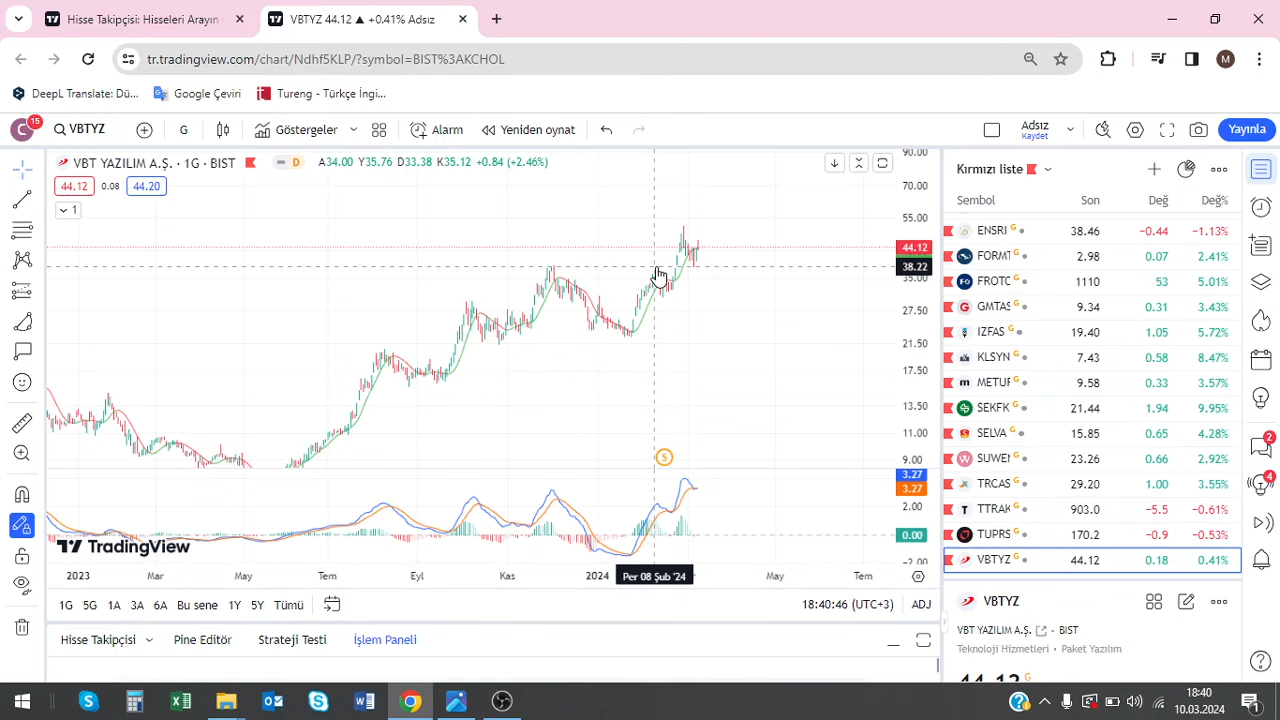 Hisse Takipçisi: Hisseleri Arayın
VBTYZ 44.12 ▲ +0.41% Adsız
tr.tradingview.com/chart/Ndhf5KLP/?symbol=BIST%3AKCHOL
M
DeepL Translate: Dü...
Google Çeviri
Tureng - Türkçe İngi...
C 15
VBTYZ
G
Göstergeler
Alarm
Yeniden oynat
Adsız
Kaydet
Yayınla
VBT YAZILIM A.Ş. · 1G · BIST
D
A34.00 Y35.76 D33.38 K35.12 +0.84 (+2.46%)
44.12 0.08 44.20
1
90.00
70.00
55.00
44.12
38.22
35.00
27.50
21.50
17.50
13.50
11.00
9.00
S
3.27
3.27
2.00
0.00
−2.00
TradingView
2023 Mar May Tem Eyl Kas 2024 Per 08 Şub '24 May Tem
1G 5G 1A 3A 6A Bu sene 1Y 5Y Tümü
18:40:46 (UTC+3) ADJ
Hisse Takipçisi Pine Editör Strateji Testi İşlem Paneli
Kırmızı liste
Sembol Son Değ Değ%
ENSRI G 38.46 −0.44 −1.13%
FORMT G 2.98 0.07 2.41%
FROTO G 1110 53 5.01%
GMTAS G 9.34 0.31 3.43%
IZFAS G 19.40 1.05 5.72%
KLSYN G 7.43 0.58 8.47%
METUR G 9.58 0.33 3.57%
SEKFK G 21.44 1.94 9.95%
SELVA G 15.85 0.65 4.28%
SUWEN G 23.26 0.66 2.92%
TRCAS G 29.20 1.00 3.55%
TTRAK G 903.0 −5.5 −0.61%
TUPRS G 170.2 −0.9 −0.53%
VBTYZ G 44.12 0.18 0.41%
VBTYZ
VBT YAZILIM A.Ş. · BIST
Teknoloji Hizmetleri · Paket Yazılım
44.12 G
2
4
18:40
10.03.2024
1